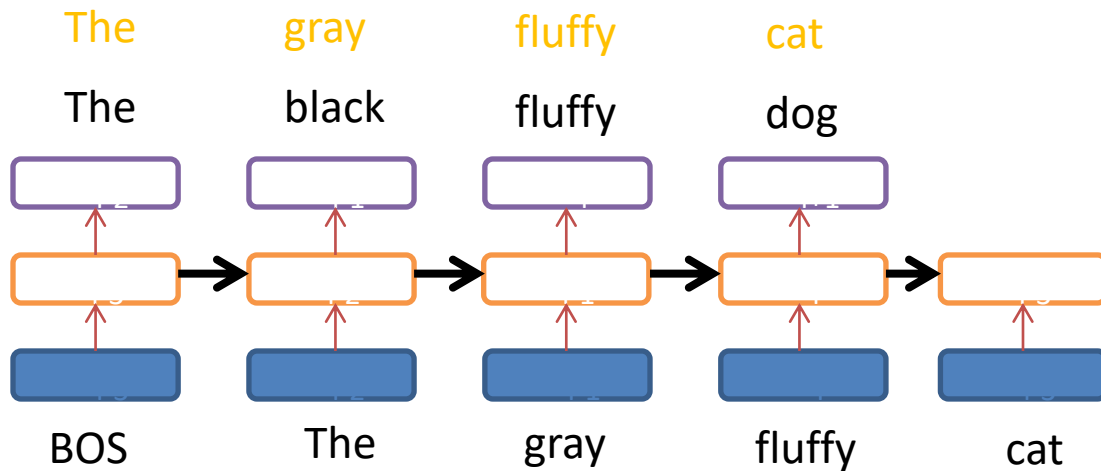 The gray fluffy cat
The black fluffy dog
BOS The gray fluffy cat